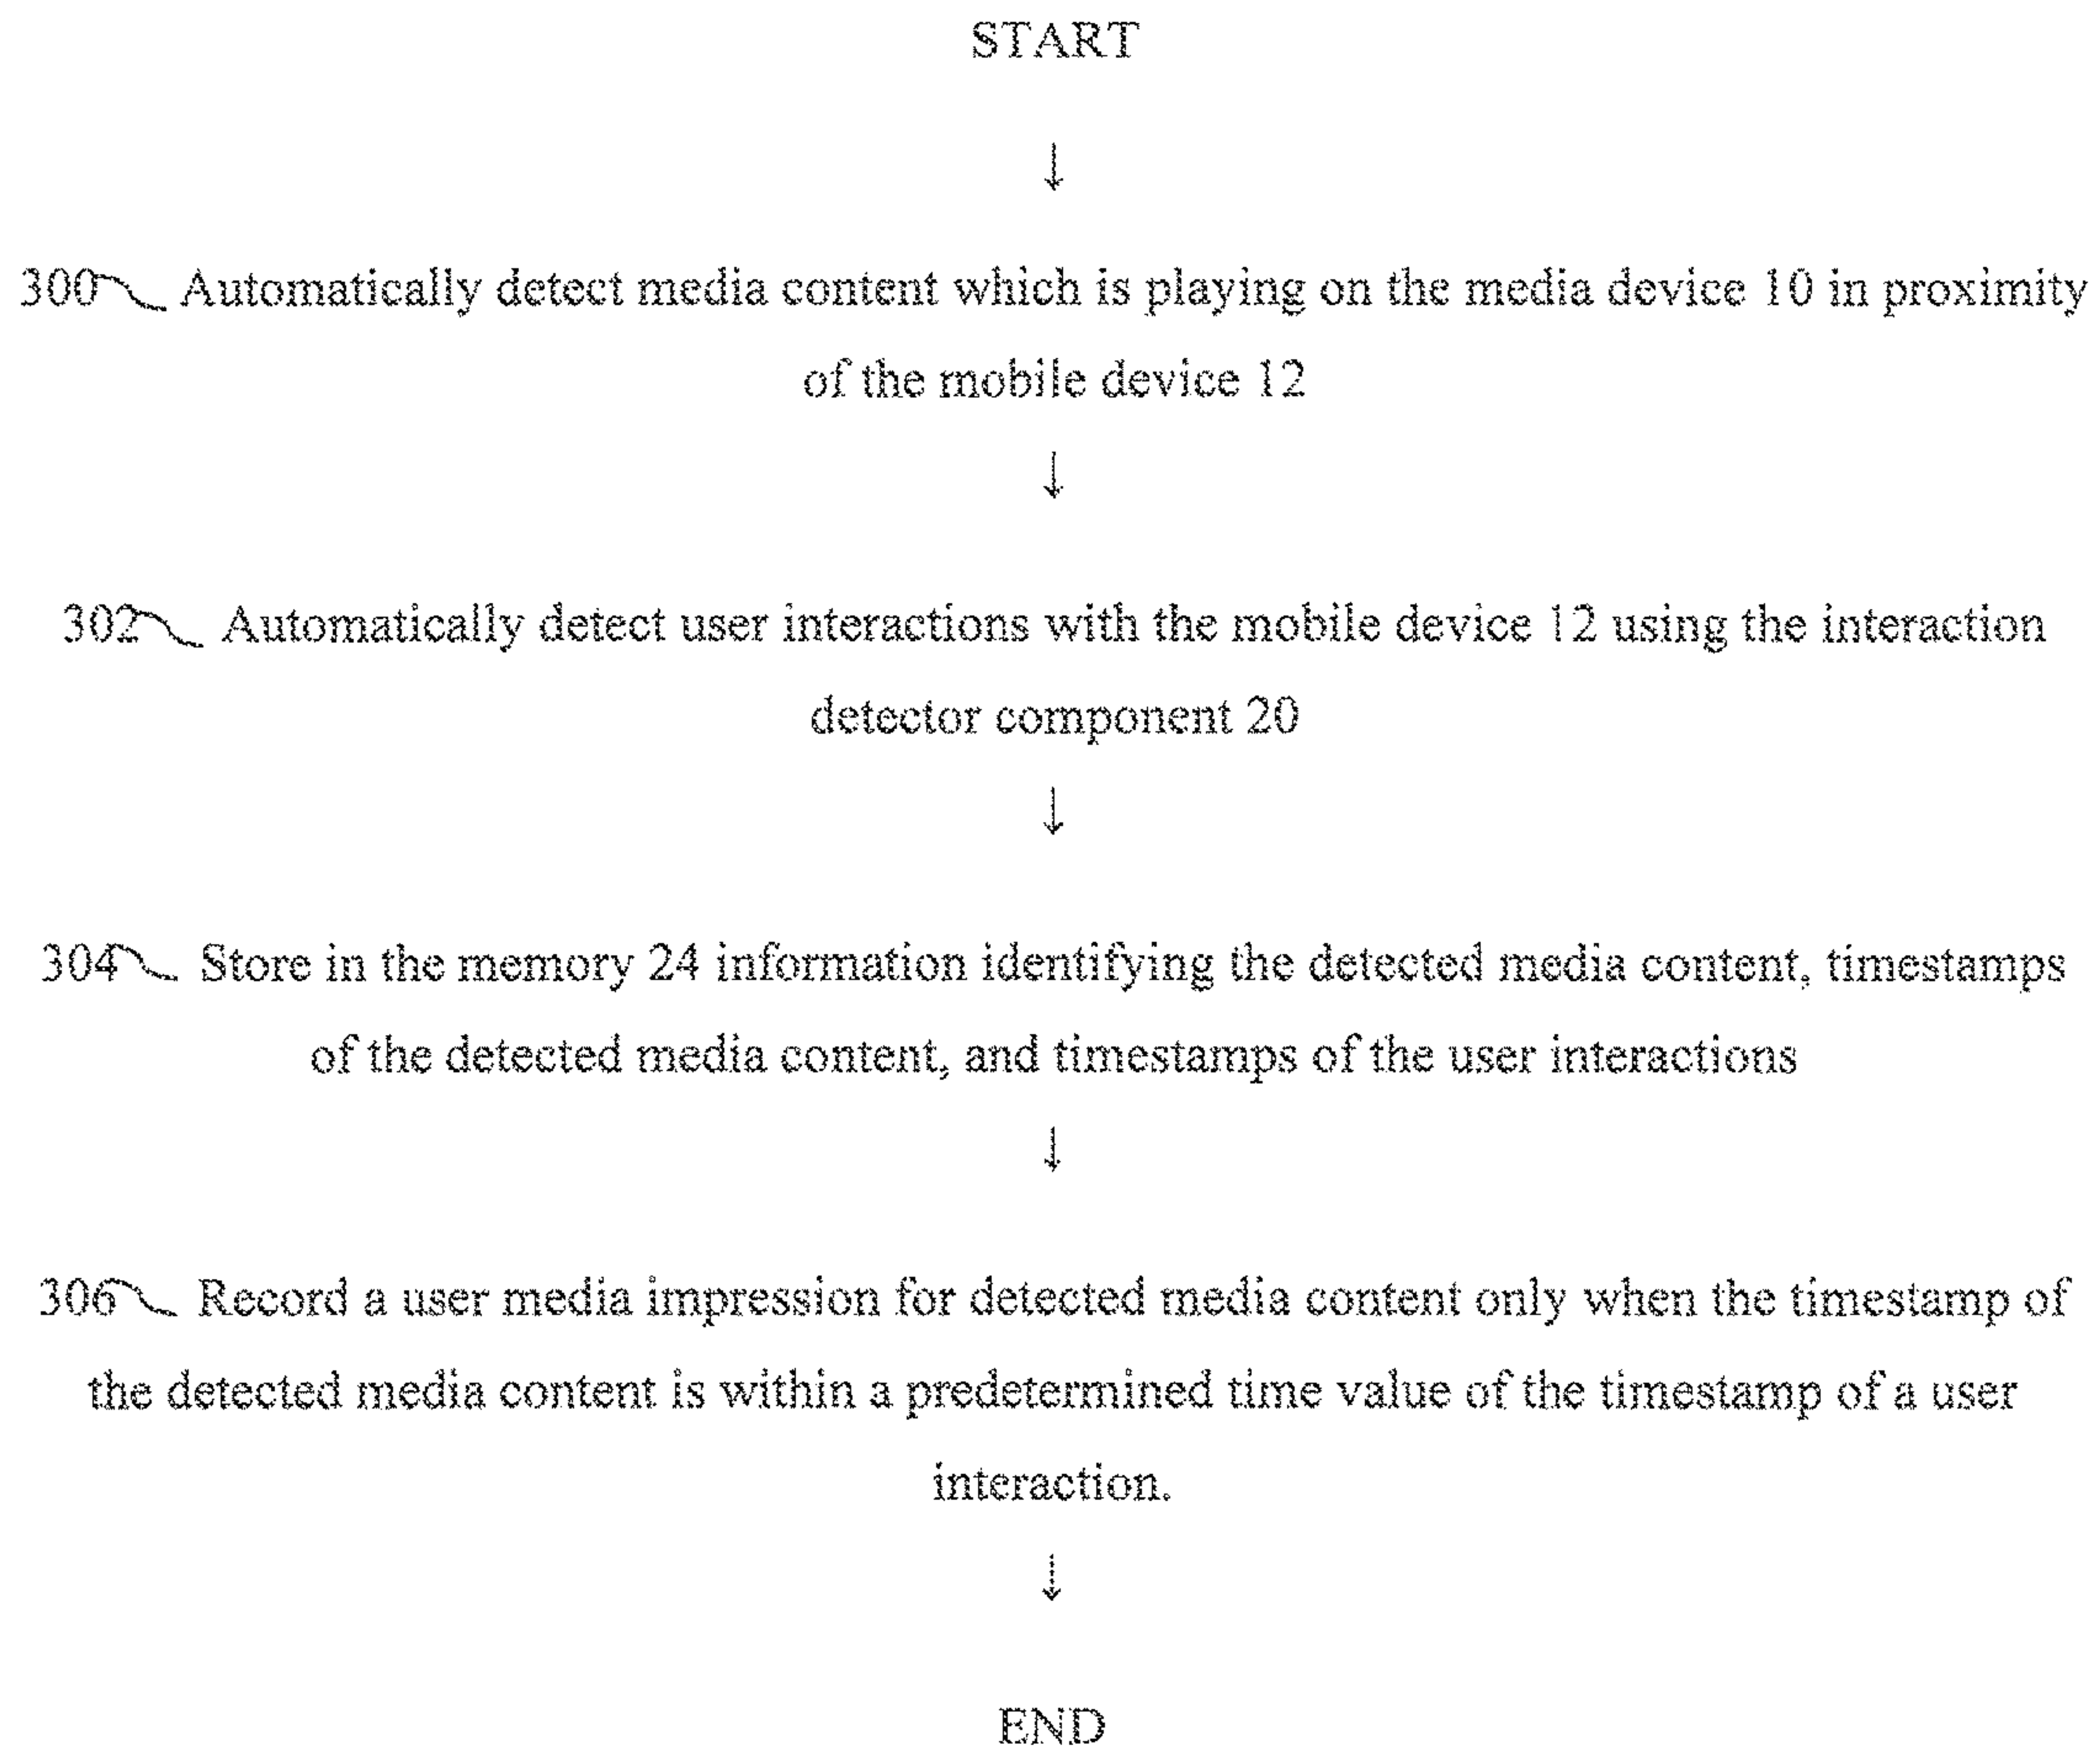 START
↓
300 Automatically detect media content which is playing on the media device 10 in proximity
of the mobile device 12
↓
302 Automatically detect user interactions with the mobile device 12 using the interaction
detector component 20
↓
304 Store in the memory 24 information identifying the detected media content, timestamps
of the detected media content, and timestamps of the user interactions
↓
306 Record a user media impression for detected media content only when the timestamp of
the detected media content is within a predetermined time value of the timestamp of a user
interaction.
↓
END